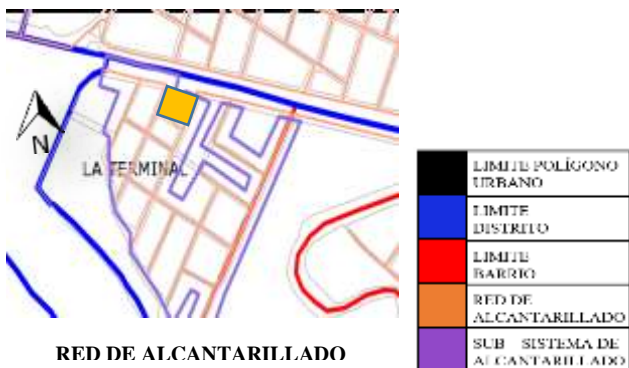 N
LA TERMINAL
RED DE ALCANTARILLADO
LIMITE POLÍGONO
URBANO
LIMITE
DISTRITO
LIMITE
BARRIO
RED DE
ALCANTARILLADO
SUB SISTEMA DE
ALCANTARILLADO